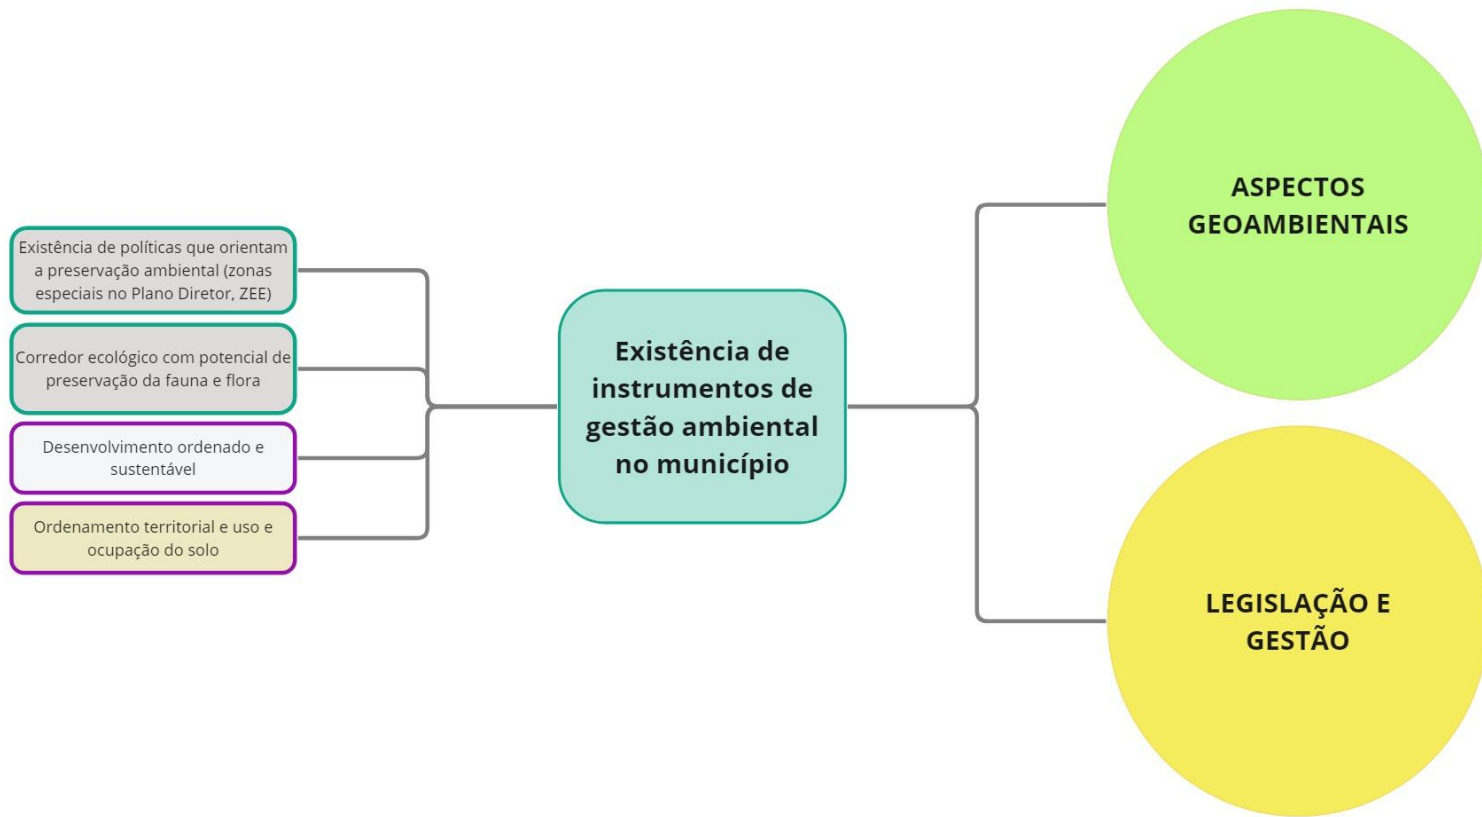 Existência de políticas que orientam
a preservação ambiental (zonas
especiais no Plano Diretor, ZEE)
Corredor ecológico com potencial de
preservação da fauna e flora
Desenvolvimento ordenado e
sustentável
Ordenamento territorial e uso e
ocupação do solo
Existência de
instrumentos de
gestão ambiental
no município
ASPECTOS
GEOAMBIENTAIS
LEGISLAÇÃO E
GESTÃO